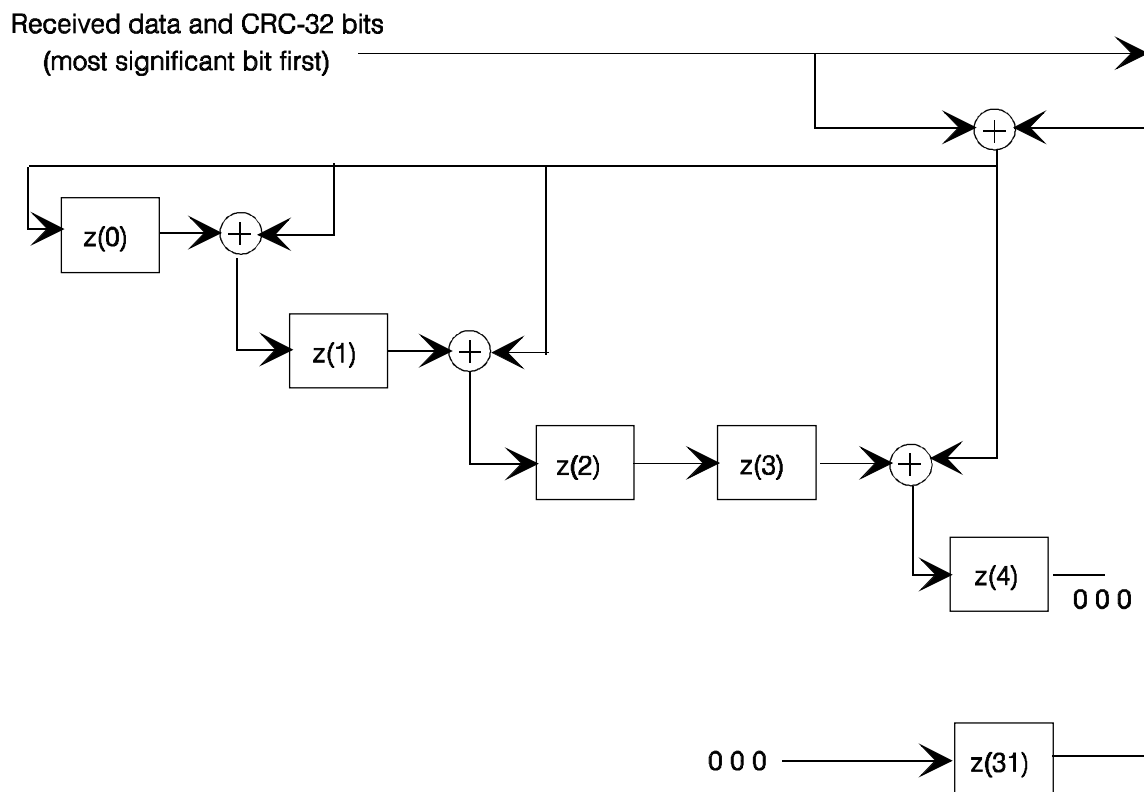 Received data and CRC-32 bits
(most significant bit first)
z(0)
z(1)
z(2)
z(3)
z(4)
0 0 0
0 0 0
z(31)